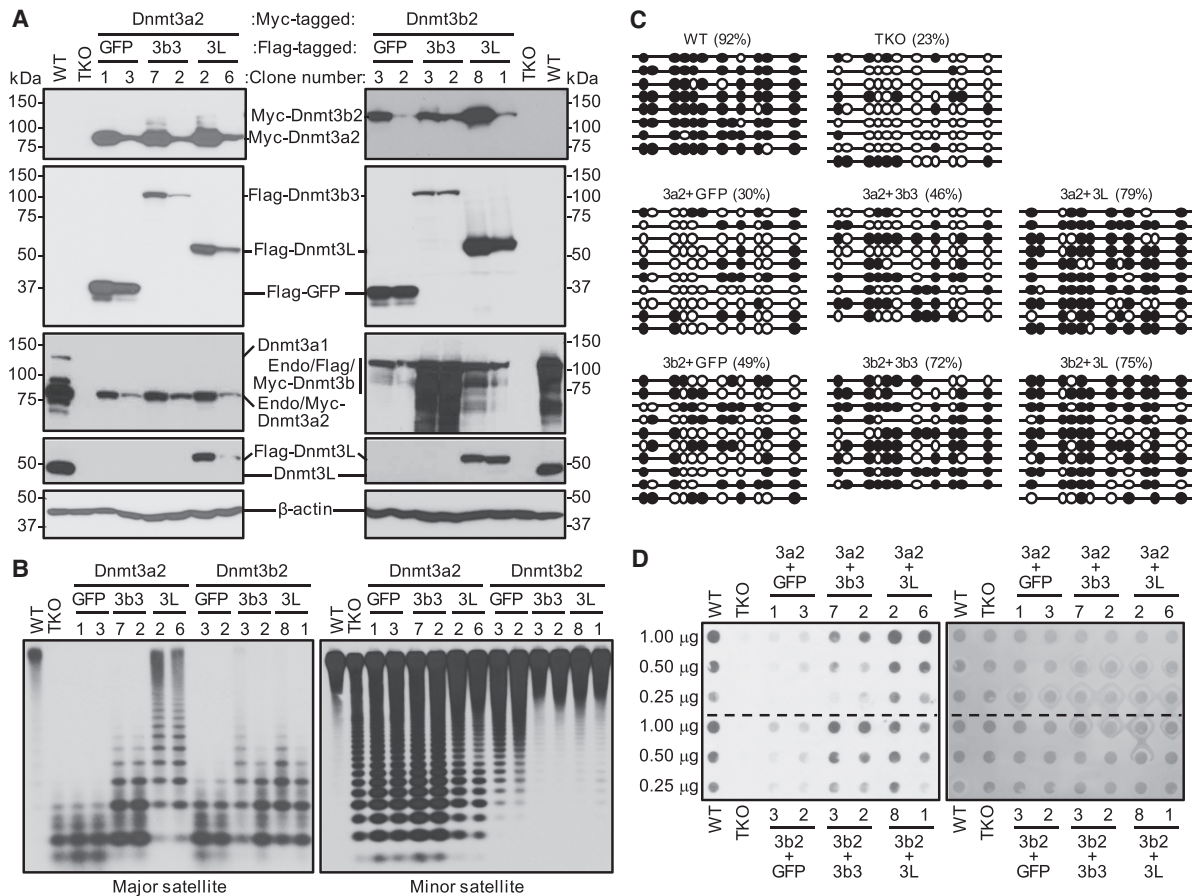 A
Dnmt3a2 :Myc-tagged: Dnmt3b2
GFP 3b3 3L :Flag-tagged: GFP 3b3 3L
WT TKO 1 3 7 2 2 6 :Clone number: 3 2 3 2 8 1 TKO WT
kDa kDa
150 Myc-Dnmt3b2 150
100 Myc-Dnmt3a2 100
75 75
150 150
100 Flag-Dnmt3b3 100
75 75
50 Flag-Dnmt3L 50
37 Flag-GFP 37
150 Dnmt3a1 150
100 Endo/Flag/ 100
Myc-Dnmt3b
75 Endo/Myc- 75
Dnmt3a2
50 Flag-Dnmt3L 50
Dnmt3L
50 β-actin 50
37 37
B
Dnmt3a2 Dnmt3b2 Dnmt3a2 Dnmt3b2
GFP 3b3 3L GFP 3b3 3L GFP 3b3 3L GFP 3b3 3L
WT TKO 1 3 7 2 2 6 3 2 3 2 8 1 WT TKO 1 3 7 2 2 6 3 2 3 2 8 1
Major satellite Minor satellite
C
WT (92%) TKO (23%)
3a2+GFP (30%) 3a2+3b3 (46%) 3a2+3L (79%)
3b2+GFP (49%) 3b2+3b3 (72%) 3b2+3L (75%)
D
3a2 3a2 3a2 3a2 3a2 3a2
+ + + + + +
GFP 3b3 3L GFP 3b3 3L
WT TKO 1 3 7 2 2 6 WT TKO 1 3 7 2 2 6
1.00 μg
0.50 μg
0.25 μg
1.00 μg
0.50 μg
0.25 μg
WT TKO 3 2 3 2 8 1 WT TKO 3 2 3 2 8 1
3b2 3b2 3b2 3b2 3b2 3b2
+ + + + + +
GFP 3b3 3L GFP 3b3 3L